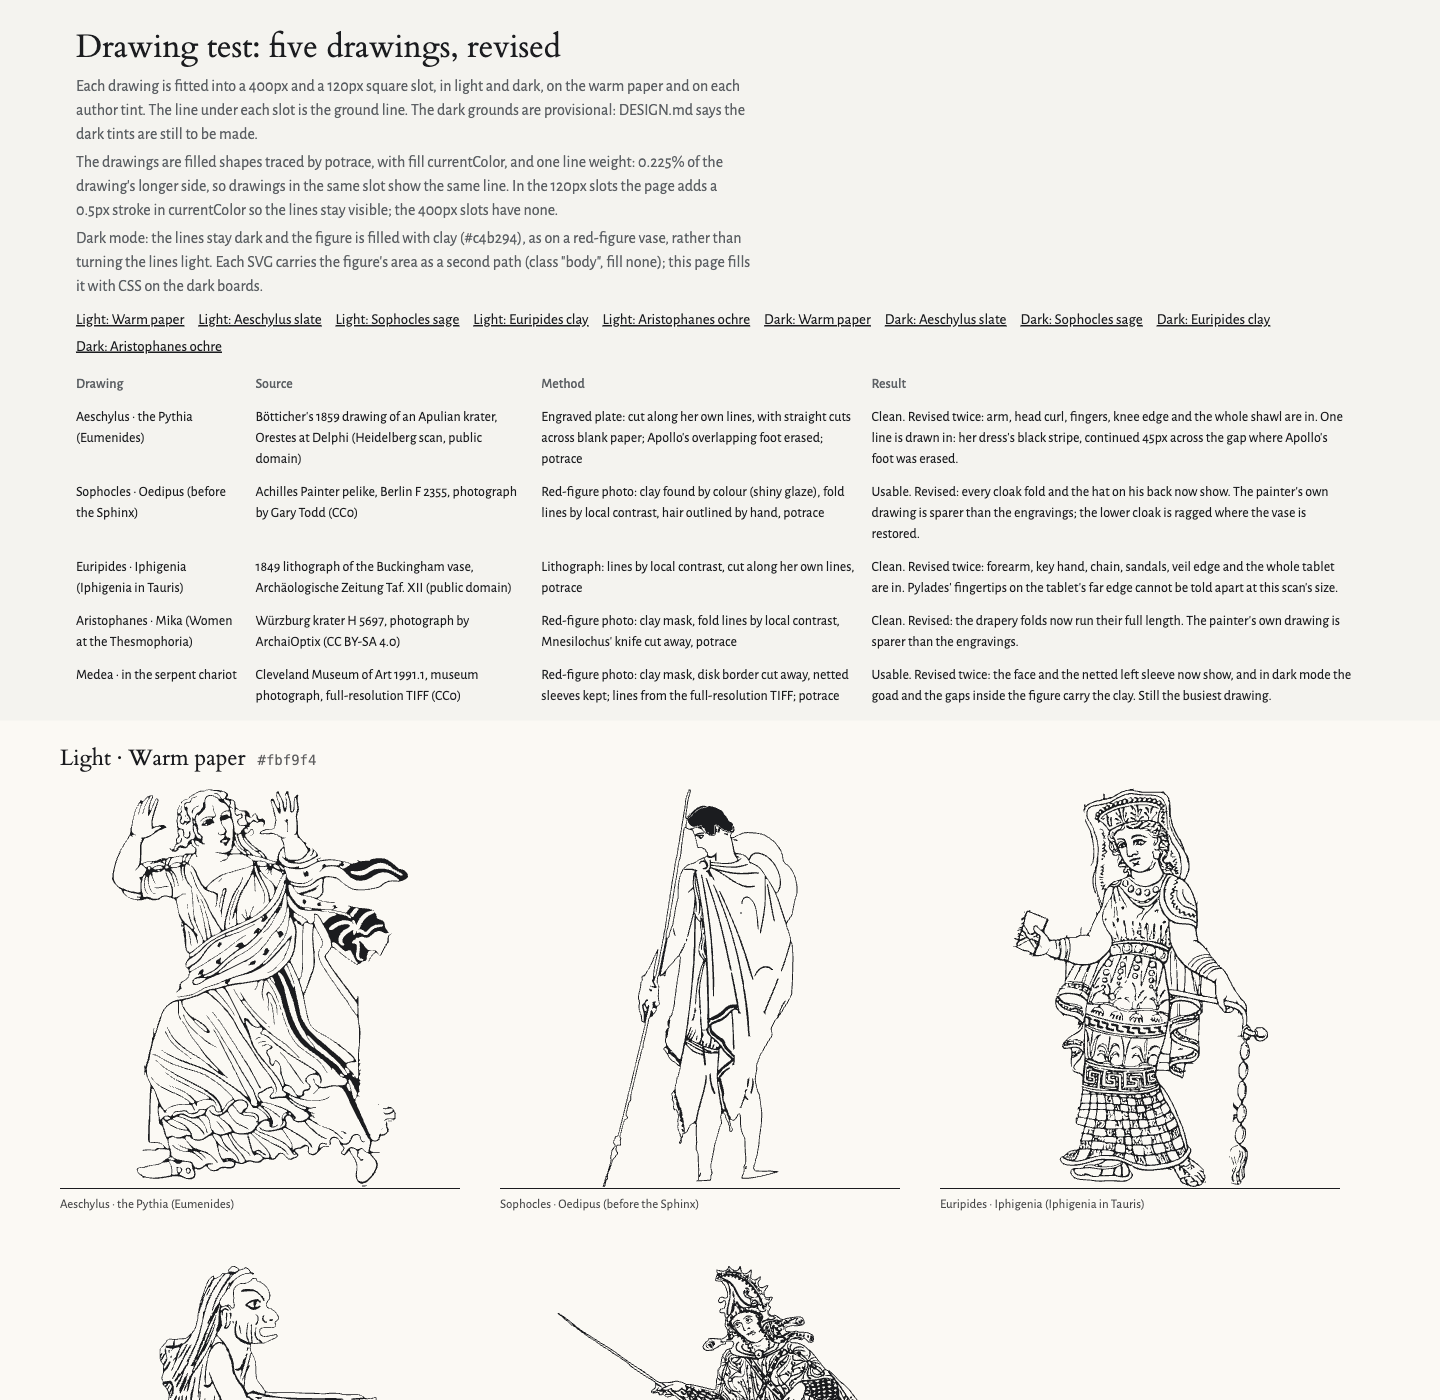 Drawing test: five drawings, revised
Each drawing is fitted into a 400px and a 120px square slot, in light and dark, on the warm paper and on each
author tint. The line under each slot is the ground line. The dark grounds are provisional: DESIGN.md says the
dark tints are still to be made.
The drawings are filled shapes traced by potrace, with fill currentColor, and one line weight: 0.225% of the
drawing's longer side, so drawings in the same slot show the same line. In the 120px slots the page adds a
0.5px stroke in currentColor so the lines stay visible; the 400px slots have none.
Dark mode: the lines stay dark and the figure is filled with clay (#c4b294), as on a red-figure vase, rather than
turning the lines light. Each SVG carries the figure's area as a second path (class "body", fill none); this page fills
it with CSS on the dark boards.
Light: Warm paper Light: Aeschylus slate Light: Sophocles sage Light: Euripides clay Light: Aristophanes ochre Dark: Warm paper Dark: Aeschylus slate Dark: Sophocles sage Dark: Euripides clay
Dark: Aristophanes ochre
Drawing Source Method Result
Aeschylus · the Pythia
(Eumenides)
Bötticher's 1859 drawing of an Apulian krater,
Orestes at Delphi (Heidelberg scan, public
domain)
Engraved plate: cut along her own lines, with straight cuts
across blank paper; Apollo's overlapping foot erased;
potrace
Clean. Revised twice: arm, head curl, fingers, knee edge and the whole shawl are in. One
line is drawn in: her dress's black stripe, continued 45px across the gap where Apollo's
foot was erased.
Sophocles · Oedipus (before
the Sphinx)
Achilles Painter pelike, Berlin F 2355, photograph
by Gary Todd (CC0)
Red-figure photo: clay found by colour (shiny glaze), fold
lines by local contrast, hair outlined by hand, potrace
Usable. Revised: every cloak fold and the hat on his back now show. The painter's own
drawing is sparer than the engravings; the lower cloak is ragged where the vase is
restored.
Euripides · Iphigenia
(Iphigenia in Tauris)
1849 lithograph of the Buckingham vase,
Archäologische Zeitung Taf. XII (public domain)
Lithograph: lines by local contrast, cut along her own lines,
potrace
Clean. Revised twice: forearm, key hand, chain, sandals, veil edge and the whole tablet
are in. Pylades' fingertips on the tablet's far edge cannot be told apart at this scan's size.
Aristophanes · Mika (Women
at the Thesmophoria)
Würzburg krater H 5697, photograph by
ArchaiOptix (CC BY-SA 4.0)
Red-figure photo: clay mask, fold lines by local contrast,
Mnesilochus' knife cut away, potrace
Clean. Revised: the drapery folds now run their full length. The painter's own drawing is
sparer than the engravings.
Medea · in the serpent chariot
Cleveland Museum of Art 1991.1, museum
photograph, full-resolution TIFF (CC0)
Red-figure photo: clay mask, disk border cut away, netted
sleeves kept; lines from the full-resolution TIFF; potrace
Usable. Revised twice: the face and the netted left sleeve now show, and in dark mode the
goad and the gaps inside the figure carry the clay. Still the busiest drawing.
Light · Warm paper #fbf9f4
Aeschylus · the Pythia (Eumenides)
Sophocles · Oedipus (before the Sphinx)
Euripides · Iphigenia (Iphigenia in Tauris)